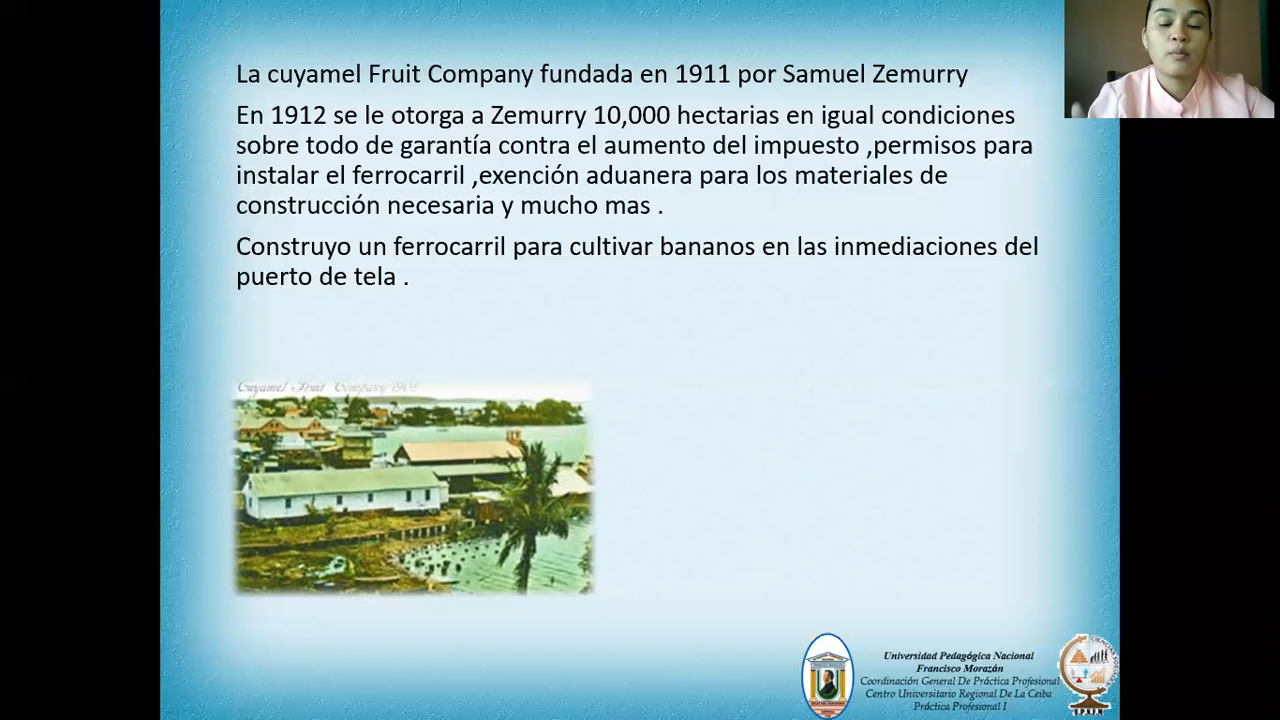 La cuyamel Fruit Company fundada en 1911 por Samuel Zemurry
En 1912 se le otorga a Zemurry 10,000 hectarias en igual condiciones
sobre todo de garantía contra el aumento del impuesto ,permisos para
instalar el ferrocarril ,exención aduanera para los materiales de
construcción necesaria y mucho mas .
Construyo un ferrocarril para cultivar bananos en las inmediaciones del
puerto de tela .
Cuyamel Fruit Company
Universidad Pedagógica Nacional
Francisco Morazán
Coordinación General De Práctica Profesional
Centro Universitario Regional De La Ceiba
Práctica Profesional I